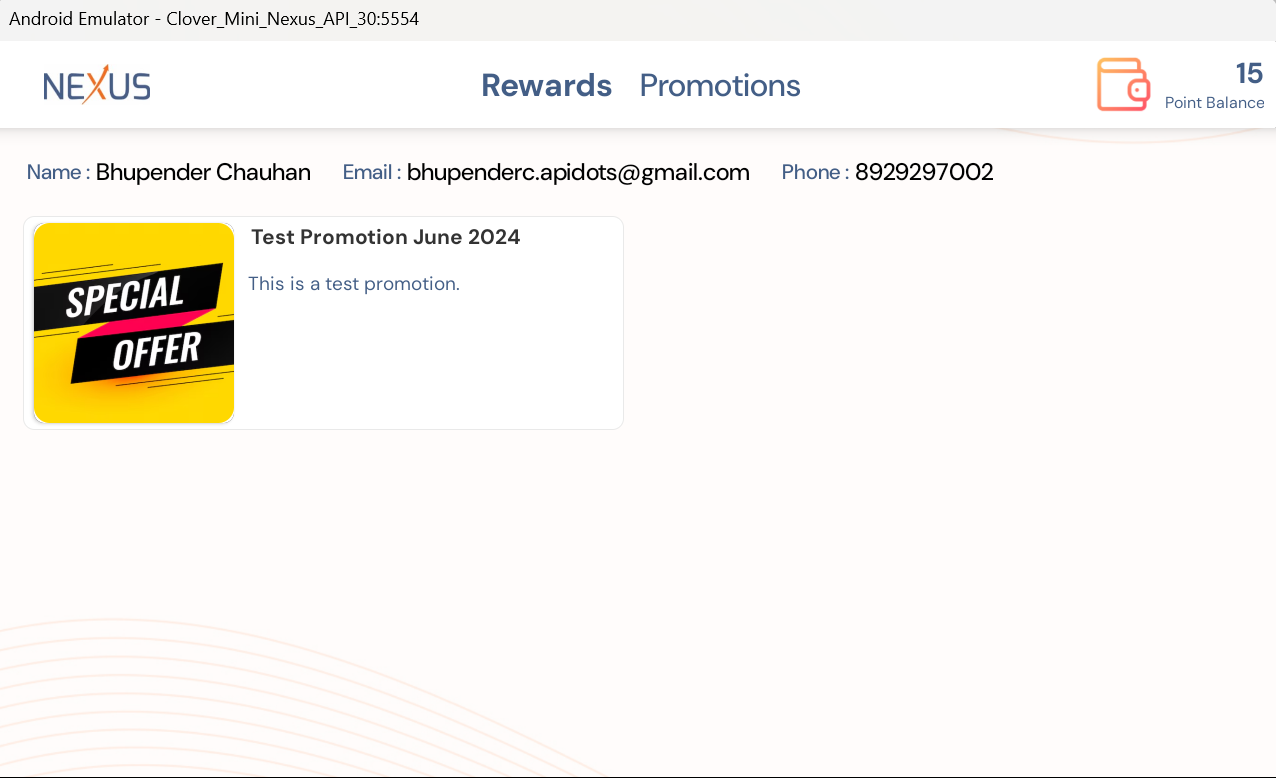 Android Emulator - Clover_Mini_Nexus_API_30:5554
NEXUS
Rewards Promotions
15
Point Balance
Name : Bhupender Chauhan Email : bhupenderc.apidots@gmail.com Phone : 8929297002
SPECIAL
OFFER
Test Promotion June 2024
This is a test promotion.